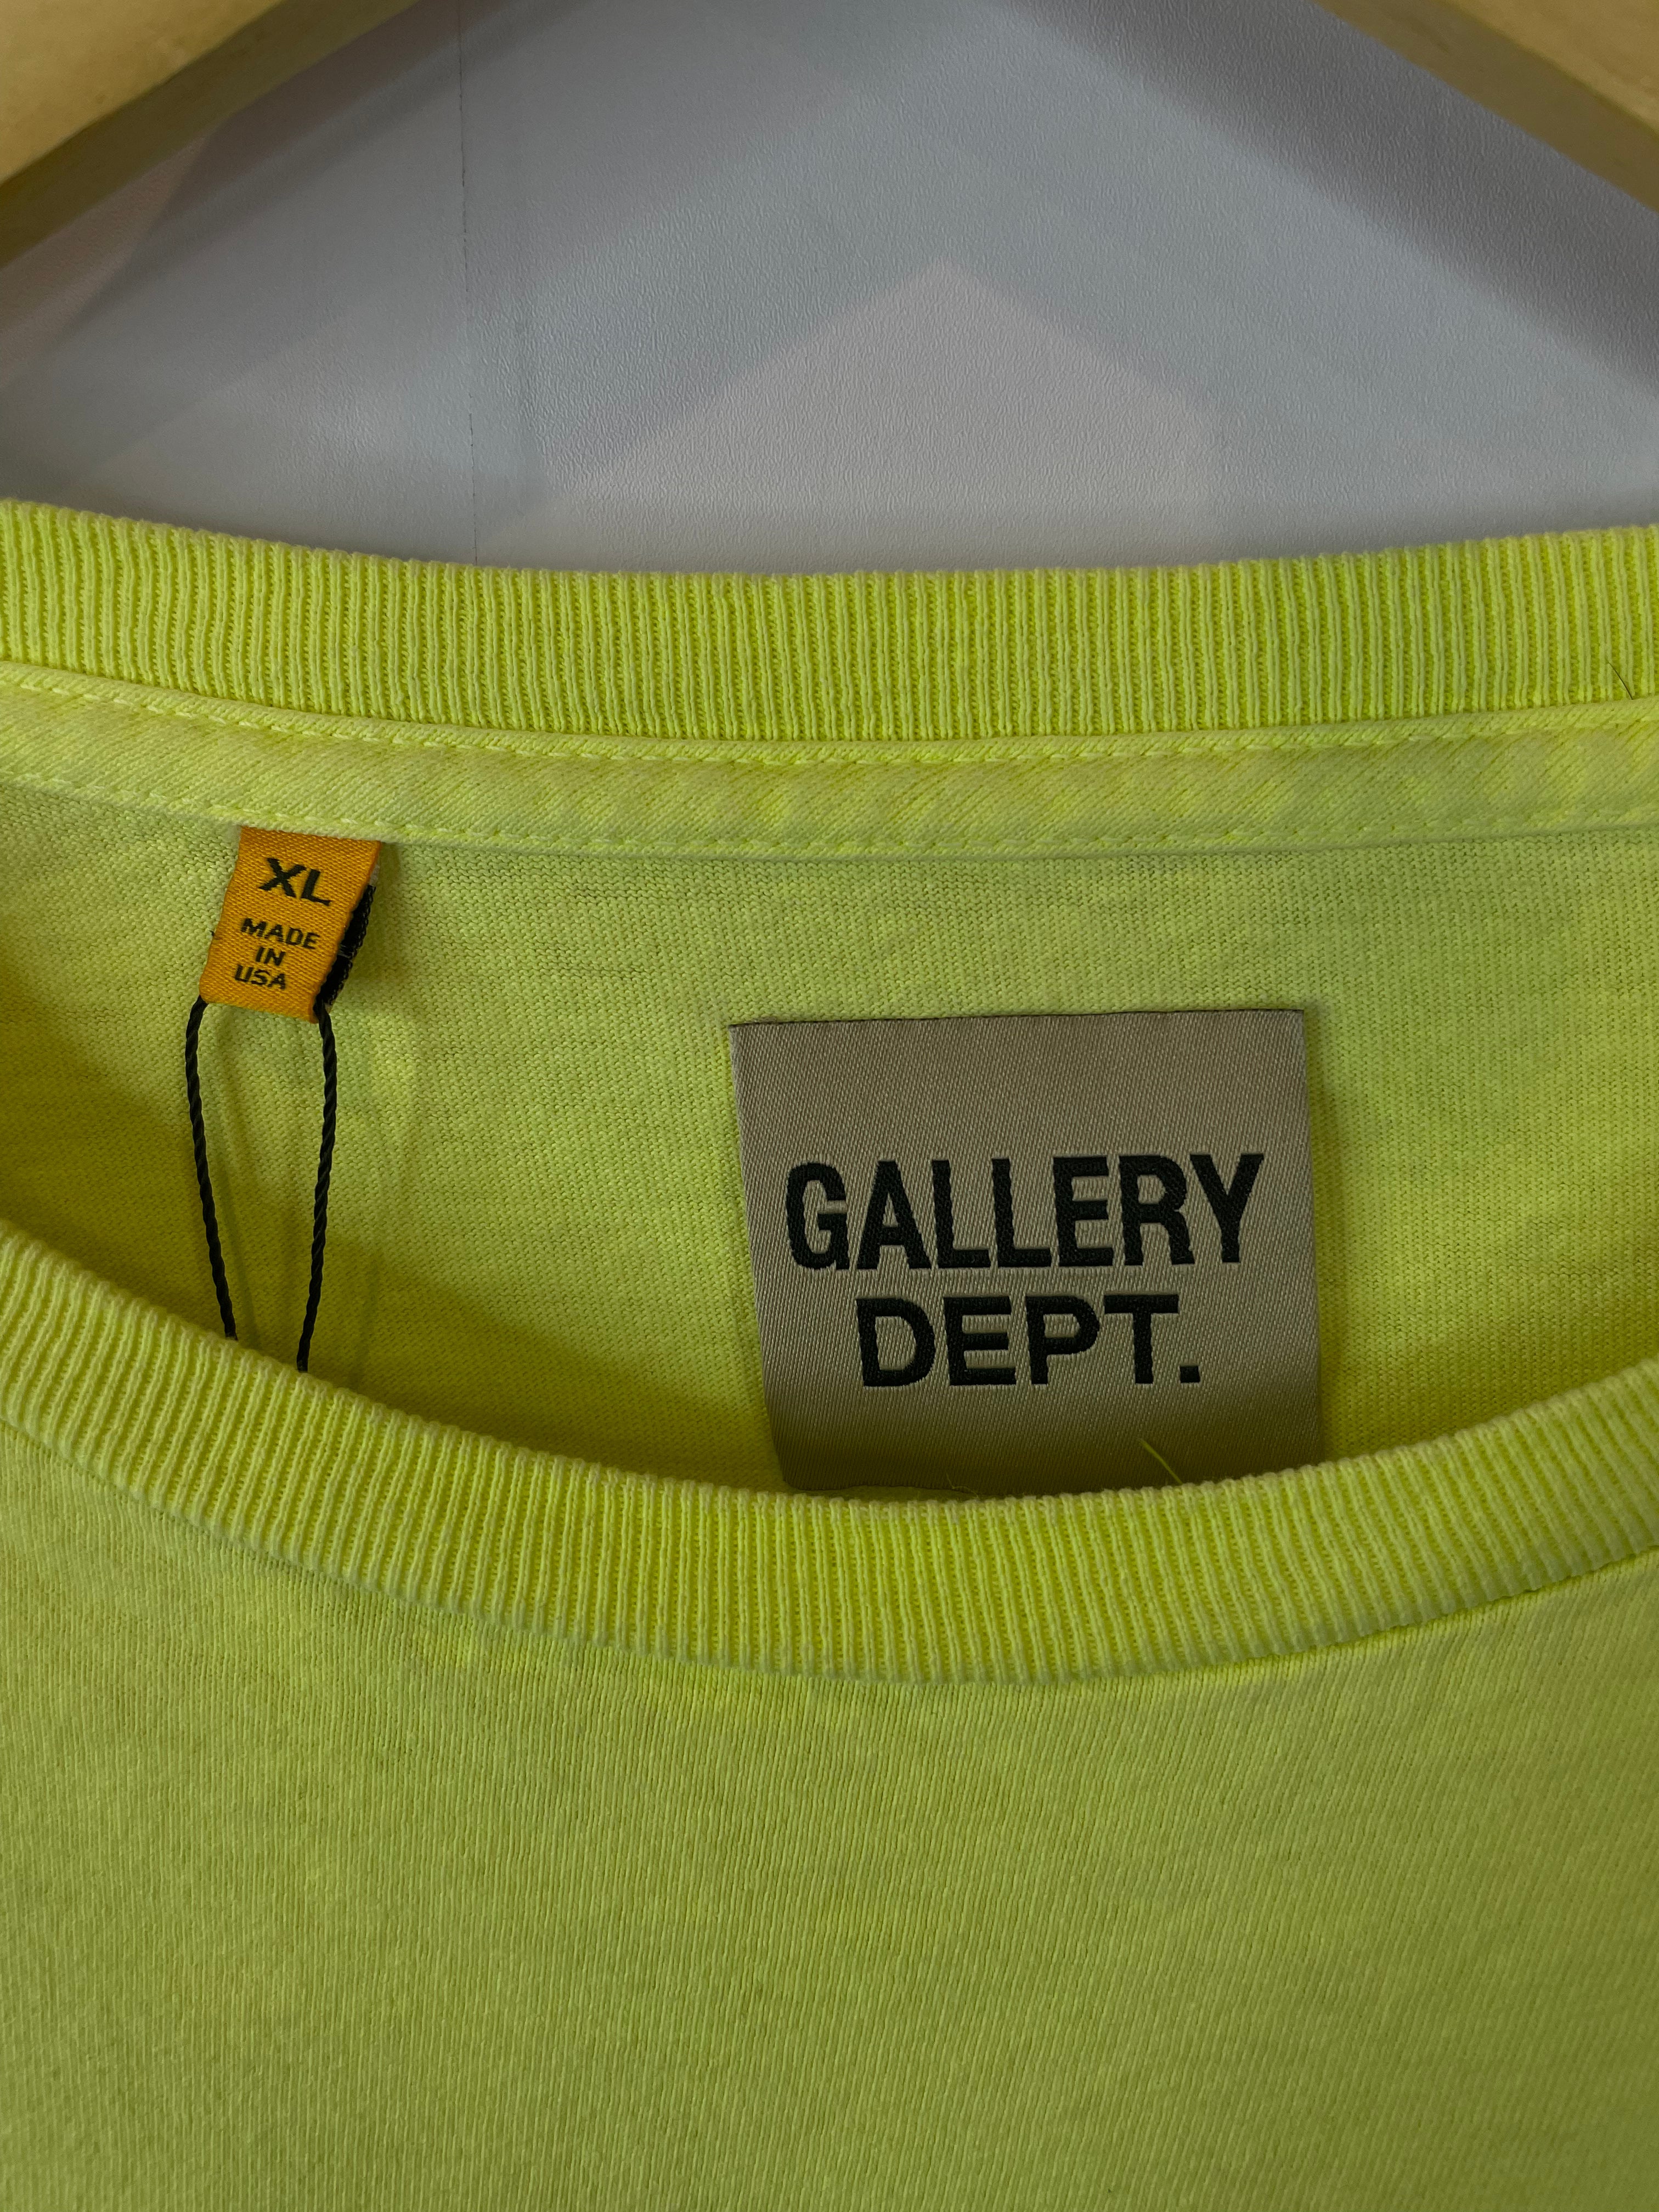 XL
MADE
IN
USA
GALLERY
DEPT.